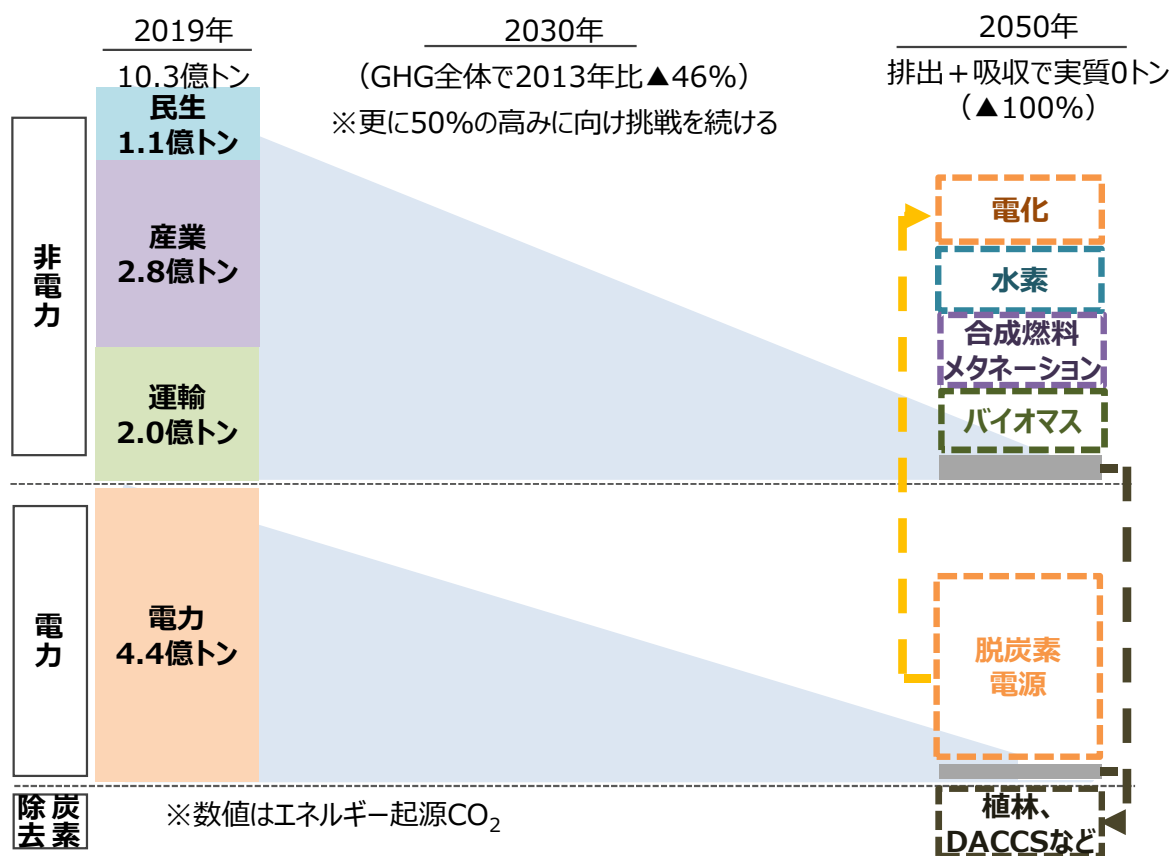 2019年
10.3億トン
2030年
（GHG全体で2013年比▲46%）
※更に50%の高みに向け挑戦を続ける
2050年
排出＋吸収で実質0トン
（▲100%）
非電力
民生
1.1億トン
産業
2.8億トン
運輸
2.0億トン
電化
水素
合成燃料
メタネーション
バイオマス
電力
電力
4.4億トン
脱炭素
電源
炭素
除去
※数値はエネルギー起源CO₂
植林、
DACCSなど